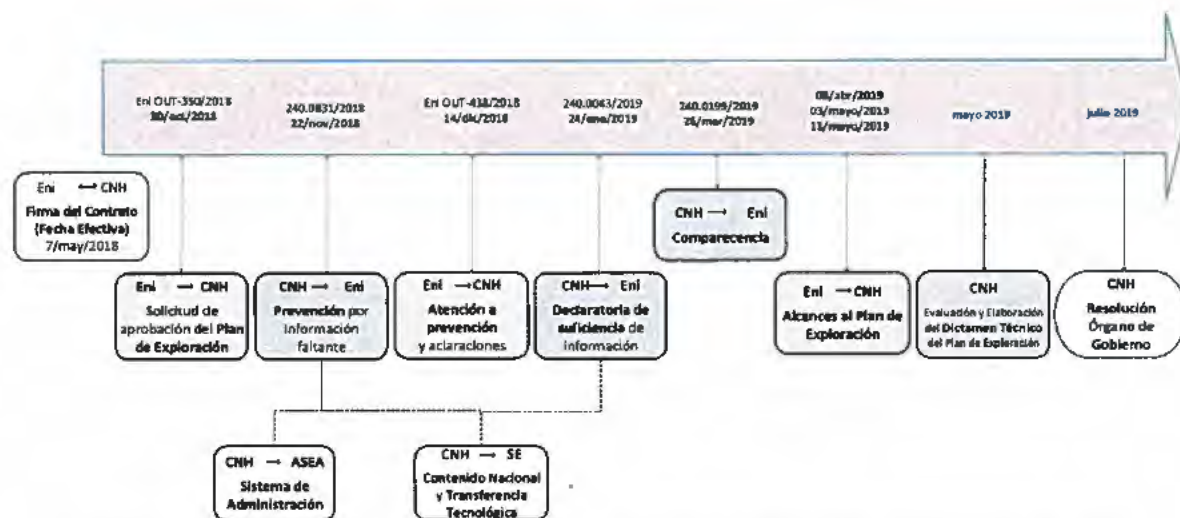 Eni OUT-350/2018
30/oct/2018
240.0831/2018
22/nov/2018
Eni OUT-438/2018
14/dic/2018
240.0043/2019
24/ene/2019
240.0199/2019
26/mar/2019
08/abr/2019
03/mayo/2019
13/mayo/2019
mayo 2019
julio 2019
Eni ⟷ CNH
Firma del Contrato
(Fecha Efectiva)
7/may/2018
CNH → Eni
Comparecencia
Eni → CNH
Solicitud de
aprobación del Plan
de Exploración
CNH → Eni
Prevención por
información
faltante
Eni → CNH
Atención a
prevención
y aclaraciones
CNH → Eni
Declaratoria de
suficiencia de
información
Eni → CNH
Alcances al Plan de
Exploración
CNH
Evaluación y Elaboración
del Dictamen Técnico
del Plan de Exploración
CNH
Resolución
Órgano de
Gobierno
CNH → ASEA
Sistema de
Administración
CNH → SE
Contenido Nacional
y Transferencia
Tecnológica